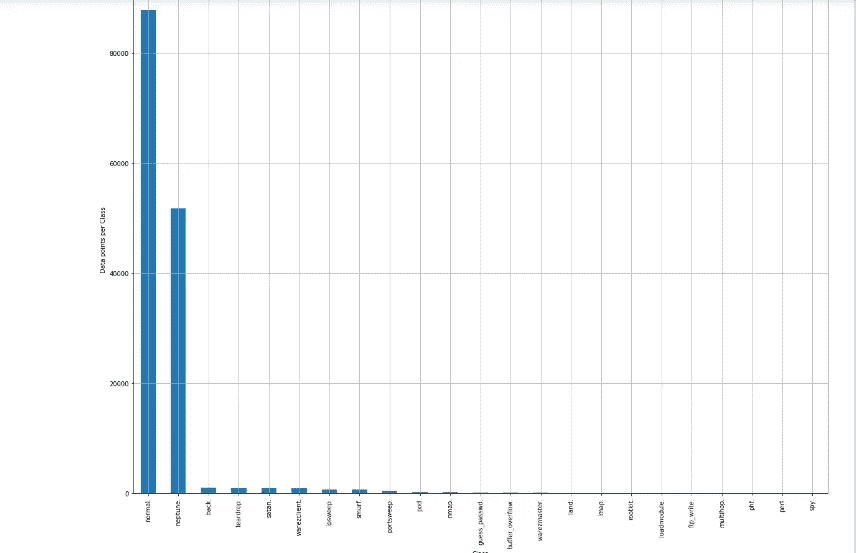 80000
60000
40000
20000
0
Data points per Class
normal.
neptune.
back.
teardrop.
satan.
warezclient.
ipsweep.
smurf.
portsweep.
pod.
nmap.
guess_passwd.
buffer_overflow.
warezmaster.
land.
imap.
rootkit.
loadmodule.
ftp_write.
multihop.
phf.
perl.
spy.